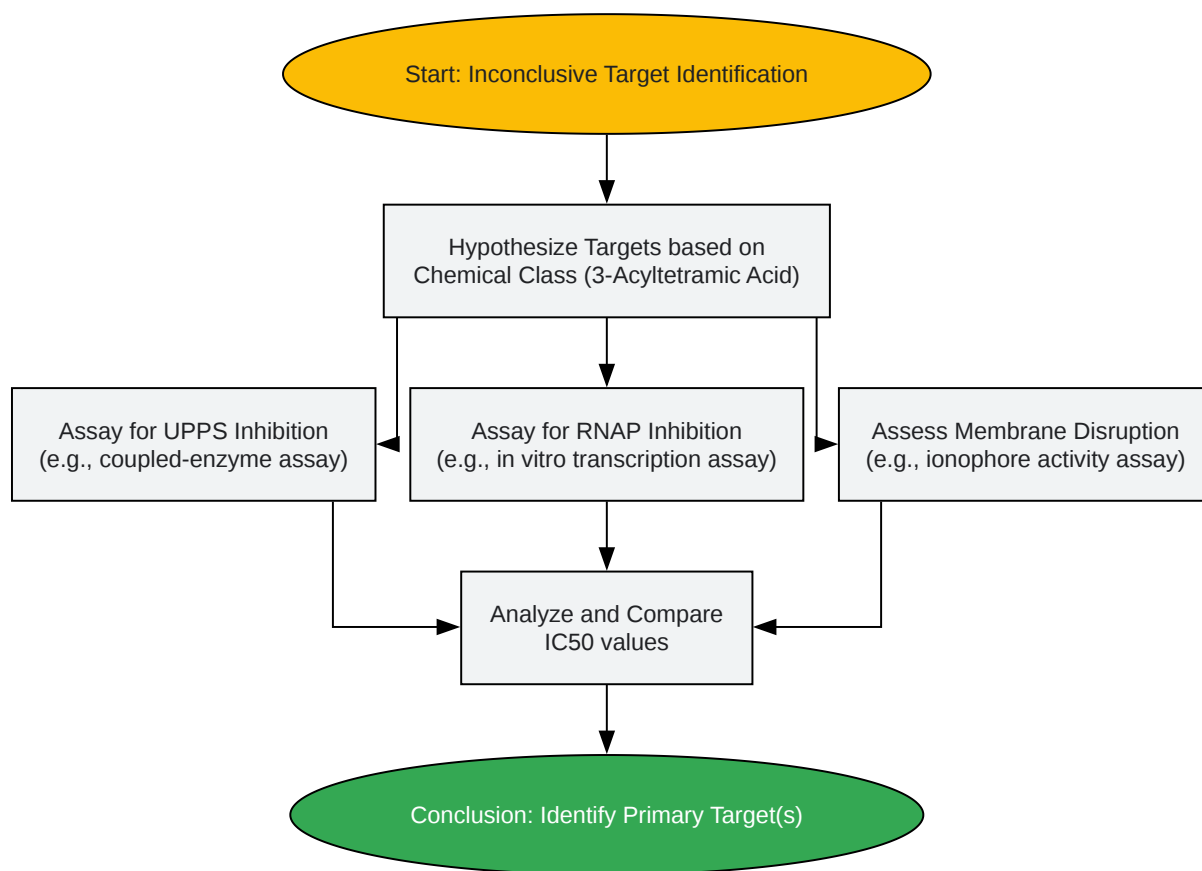 Start: Inconclusive Target Identification
Hypothesize Targets based on
Chemical Class (3-Acyltetramic Acid)
Assay for UPPS Inhibition
(e.g., coupled-enzyme assay)
Assay for RNAP Inhibition
(e.g., in vitro transcription assay)
Assess Membrane Disruption
(e.g., ionophore activity assay)
Analyze and Compare
IC50 values
Conclusion: Identify Primary Target(s)